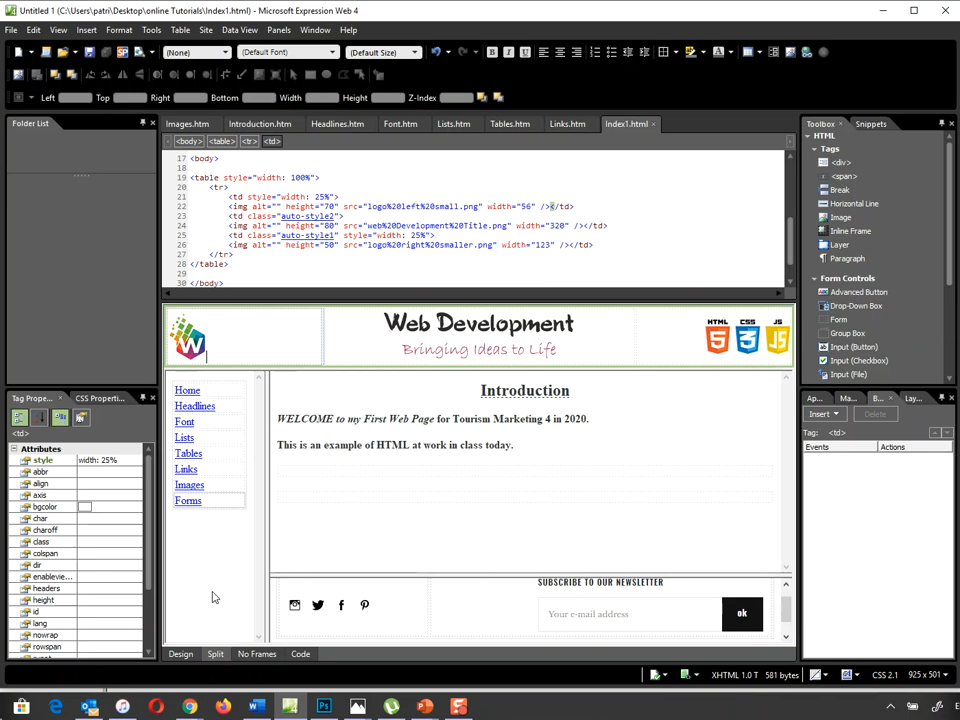 Untitled 1 (C:\Users\patri\Desktop\online Tutorials\Index1.html) - Microsoft Expression Web 4
File Edit View Insert Format Site Tools Table Site Data View Panels Window Help
(None) (Default Font) (Default Size)
Left Top Right Bottom Width Height Z-Index
Folder List
Images.htm Introduction.htm Headlines.htm Font.htm Lists.htm Tables.htm Links.htm Index1.html
<body> <table> <tr> <td>
17 <body>
18
19 <table style="width: 100%">
20 <tr>
21 <td style="width: 25%">
22 <img alt="" height="70" src="logo%20left%20small.png" width="56" /></td>
23 <td class="auto-style2">
24 <img alt="" height="80" src="web%20Development%20Title.png" width="320" /></td>
25 <td class="auto-style1" style="width: 25%">
26 <img alt="" height="50" src="logo%20right%20smaller.png" width="123" /></td>
27 </tr>
28 </table>
29
30 </body>
W
Web Development
Bringing Ideas to Life
HTML CSS JS
5 3 JS
Home
Headlines
Font
Lists
Tables
Links
Images
Forms
Introduction
WELCOME to my First Web Page for Tourism Marketing 4 in 2020.
This is an example of HTML at work in class today.
SUBSCRIBE TO OUR NEWSLETTER
Your e-mail address ok
Design Split No Frames Code
Toolbox Snippets
HTML
Tags
<div>
<span>
Break
Horizontal Line
Image
Inline Frame
Layer
Paragraph
Form Controls
Advanced Button
Drop-Down Box
Form
Group Box
Input (Button)
Input (Checkbox)
Input (File)
Tag Prope... CSS Properti...
<td>
Attributes
style width: 25%
abbr
align
axis
bgcolor
char
charoff
class
colspan
dir
enablevie...
headers
height
id
lang
nowrap
rowspan
Ap... Ma... B... Lay...
Insert Delete
Tag: <td>
Events Actions
XHTML 1.0 T 581 bytes CSS 2.1 925 x 501